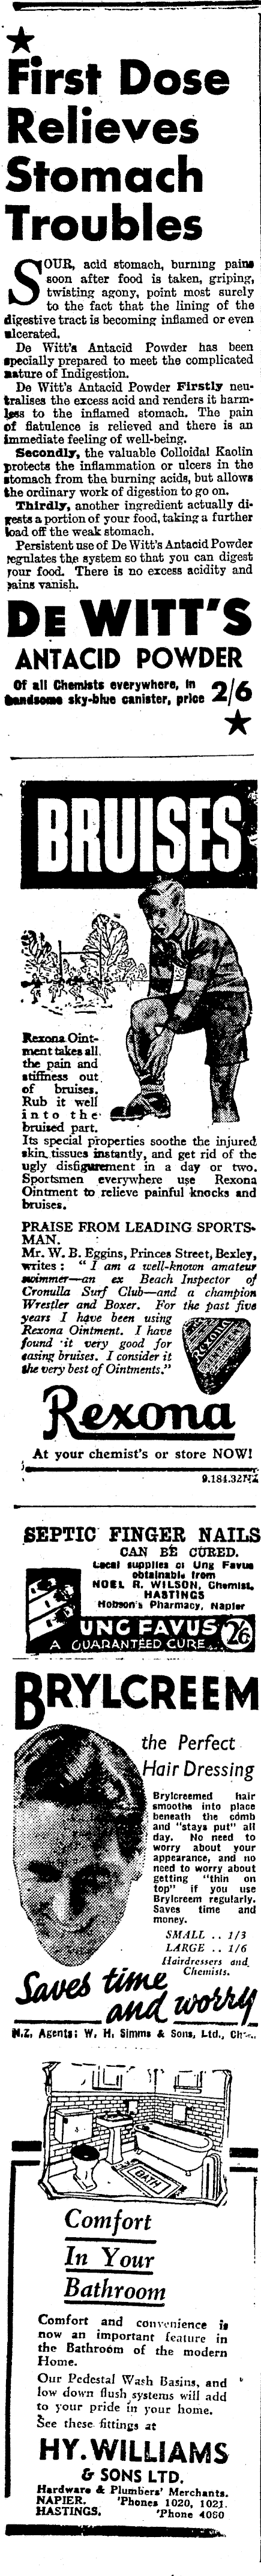 First Dose
Relieves
Stomach
Troubles
SOUR, acid stomach, burning pains
soon after food is taken, griping,
twisting agony, point most surely
to the fact that the lining of the
digestive tract is becoming inflamed or even
ulcerated.
De Witt's Antacid Powder has been
specially prepared to meet the complicated
nature of Indigestion.
De Witt's Antacid Powder Firstly neu-
tralises the excess acid and renders it harm-
less to the inflamed stomach. The pain
of flatulence is relieved and there is an
immediate feeling of well-being.
Secondly, the valuable Colloidal Kaolin
protects the inflammation or ulcers in the
stomach from the burning acids, but allows
the ordinary work of digestion to go on.
Thirdly, another ingredient actually di-
gests a portion of your food, taking a further
load off the weak stomach.
Persistent use of De Witt's Antacid Powder
regulates the system so that you can digest
your food. There is no excess acidity and
pains vanish.
DE WITT'S
ANTACID POWDER
Of all Chemists everywhere, in
handsome sky-blue canister, price 2/6
BRUISES
Rexona Oint-
ment takes all
the pain and
stiffness out
of bruises.
Rub it well
into the
bruised part.
Its special properties soothe the injured
skin tissues instantly, and get rid of the
ugly disfigurement in a day or two.
Sportsmen everywhere use Rexona
Ointment to relieve painful knocks and
bruises.
PRAISE FROM LEADING SPORTS-
MAN.
Mr. W. B. Eggins, Princes Street, Bexley,
writes: "I am a well-known amateur
swimmer—an ex Beach Inspector of
Cronulla Surf Club—and a champion
Wrestler and Boxer. For the past five
years I have been using
Rexona Ointment. I have
found it very good for
easing bruises. I consider it
the very best of Ointments."
REXONA
Rexona
At your chemist's or store NOW!
9.184.32NZ
SEPTIC FINGER NAILS
CAN BE CURED.
Local supplies of Ung Favus
obtainable from
NOEL R. WILSON, Chemist,
HASTINGS
Hobson's Pharmacy, Napier
UNG FAVUS 2/6
A GUARANTEED CURE
BRYLCREEM
the Perfect
Hair Dressing
Brylcreemed hair
smooths into place
beneath the comb
and "stays put" all
day. No need to
worry about your
appearance, and no
need to worry about
getting "thin on
top" if you use
Brylcreem regularly.
Saves time and
money.
SMALL .. 1/3
LARGE .. 1/6
Hairdressers and
Chemists.
Saves time
and worry
N.Z. Agents: W. H. Simms & Sons, Ltd.,
BATH
Comfort
In Your
Bathroom
Comfort and convenience is
now an important feature in
the Bathroom of the modern
Home.
Our Pedestal Wash Basins, and
low down flush systems will add
to your pride in your home.
See these fittings at
HY. WILLIAMS
& SONS LTD.
Hardware & Plumbers' Merchants.
NAPIER. 'Phones 1020, 1021.
HASTINGS. 'Phone 4060